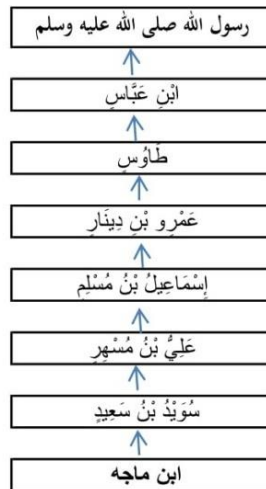 رسول الله صلى الله عليه وسلم
ابْنِ عَبَّاسٍ
طَاوُسٍ
عَمْرِو بْنِ دِينَارٍ
إِسْمَاعِيلُ بْنُ مُسْلِمٍ
عَلِيُّ بْنُ مُسْهِرٍ
سُوَيْدُ بْنُ سَعِيدٍ
ابن ماجه